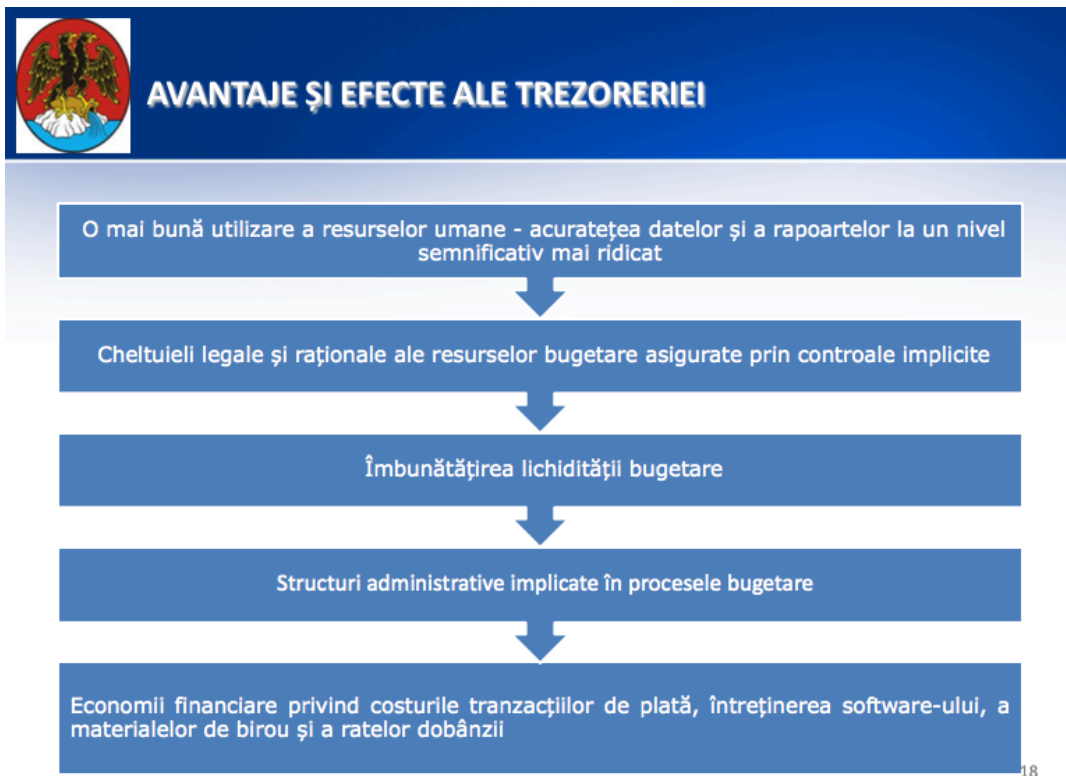 AVANTAJE ȘI EFECTE ALE TREZORERIEI
O mai bună utilizare a resurselor umane - acuratețea datelor și a rapoartelor la un nivel
semnificativ mai ridicat
Cheltuieli legale și raționale ale resurselor bugetare asigurate prin controale implicite
Îmbunătățirea lichidității bugetare
Structuri administrative implicate în procesele bugetare
Economii financiare privind costurile tranzacțiilor de plată, întreținerea software-ului, a
materialelor de birou și a ratelor dobânzii
18